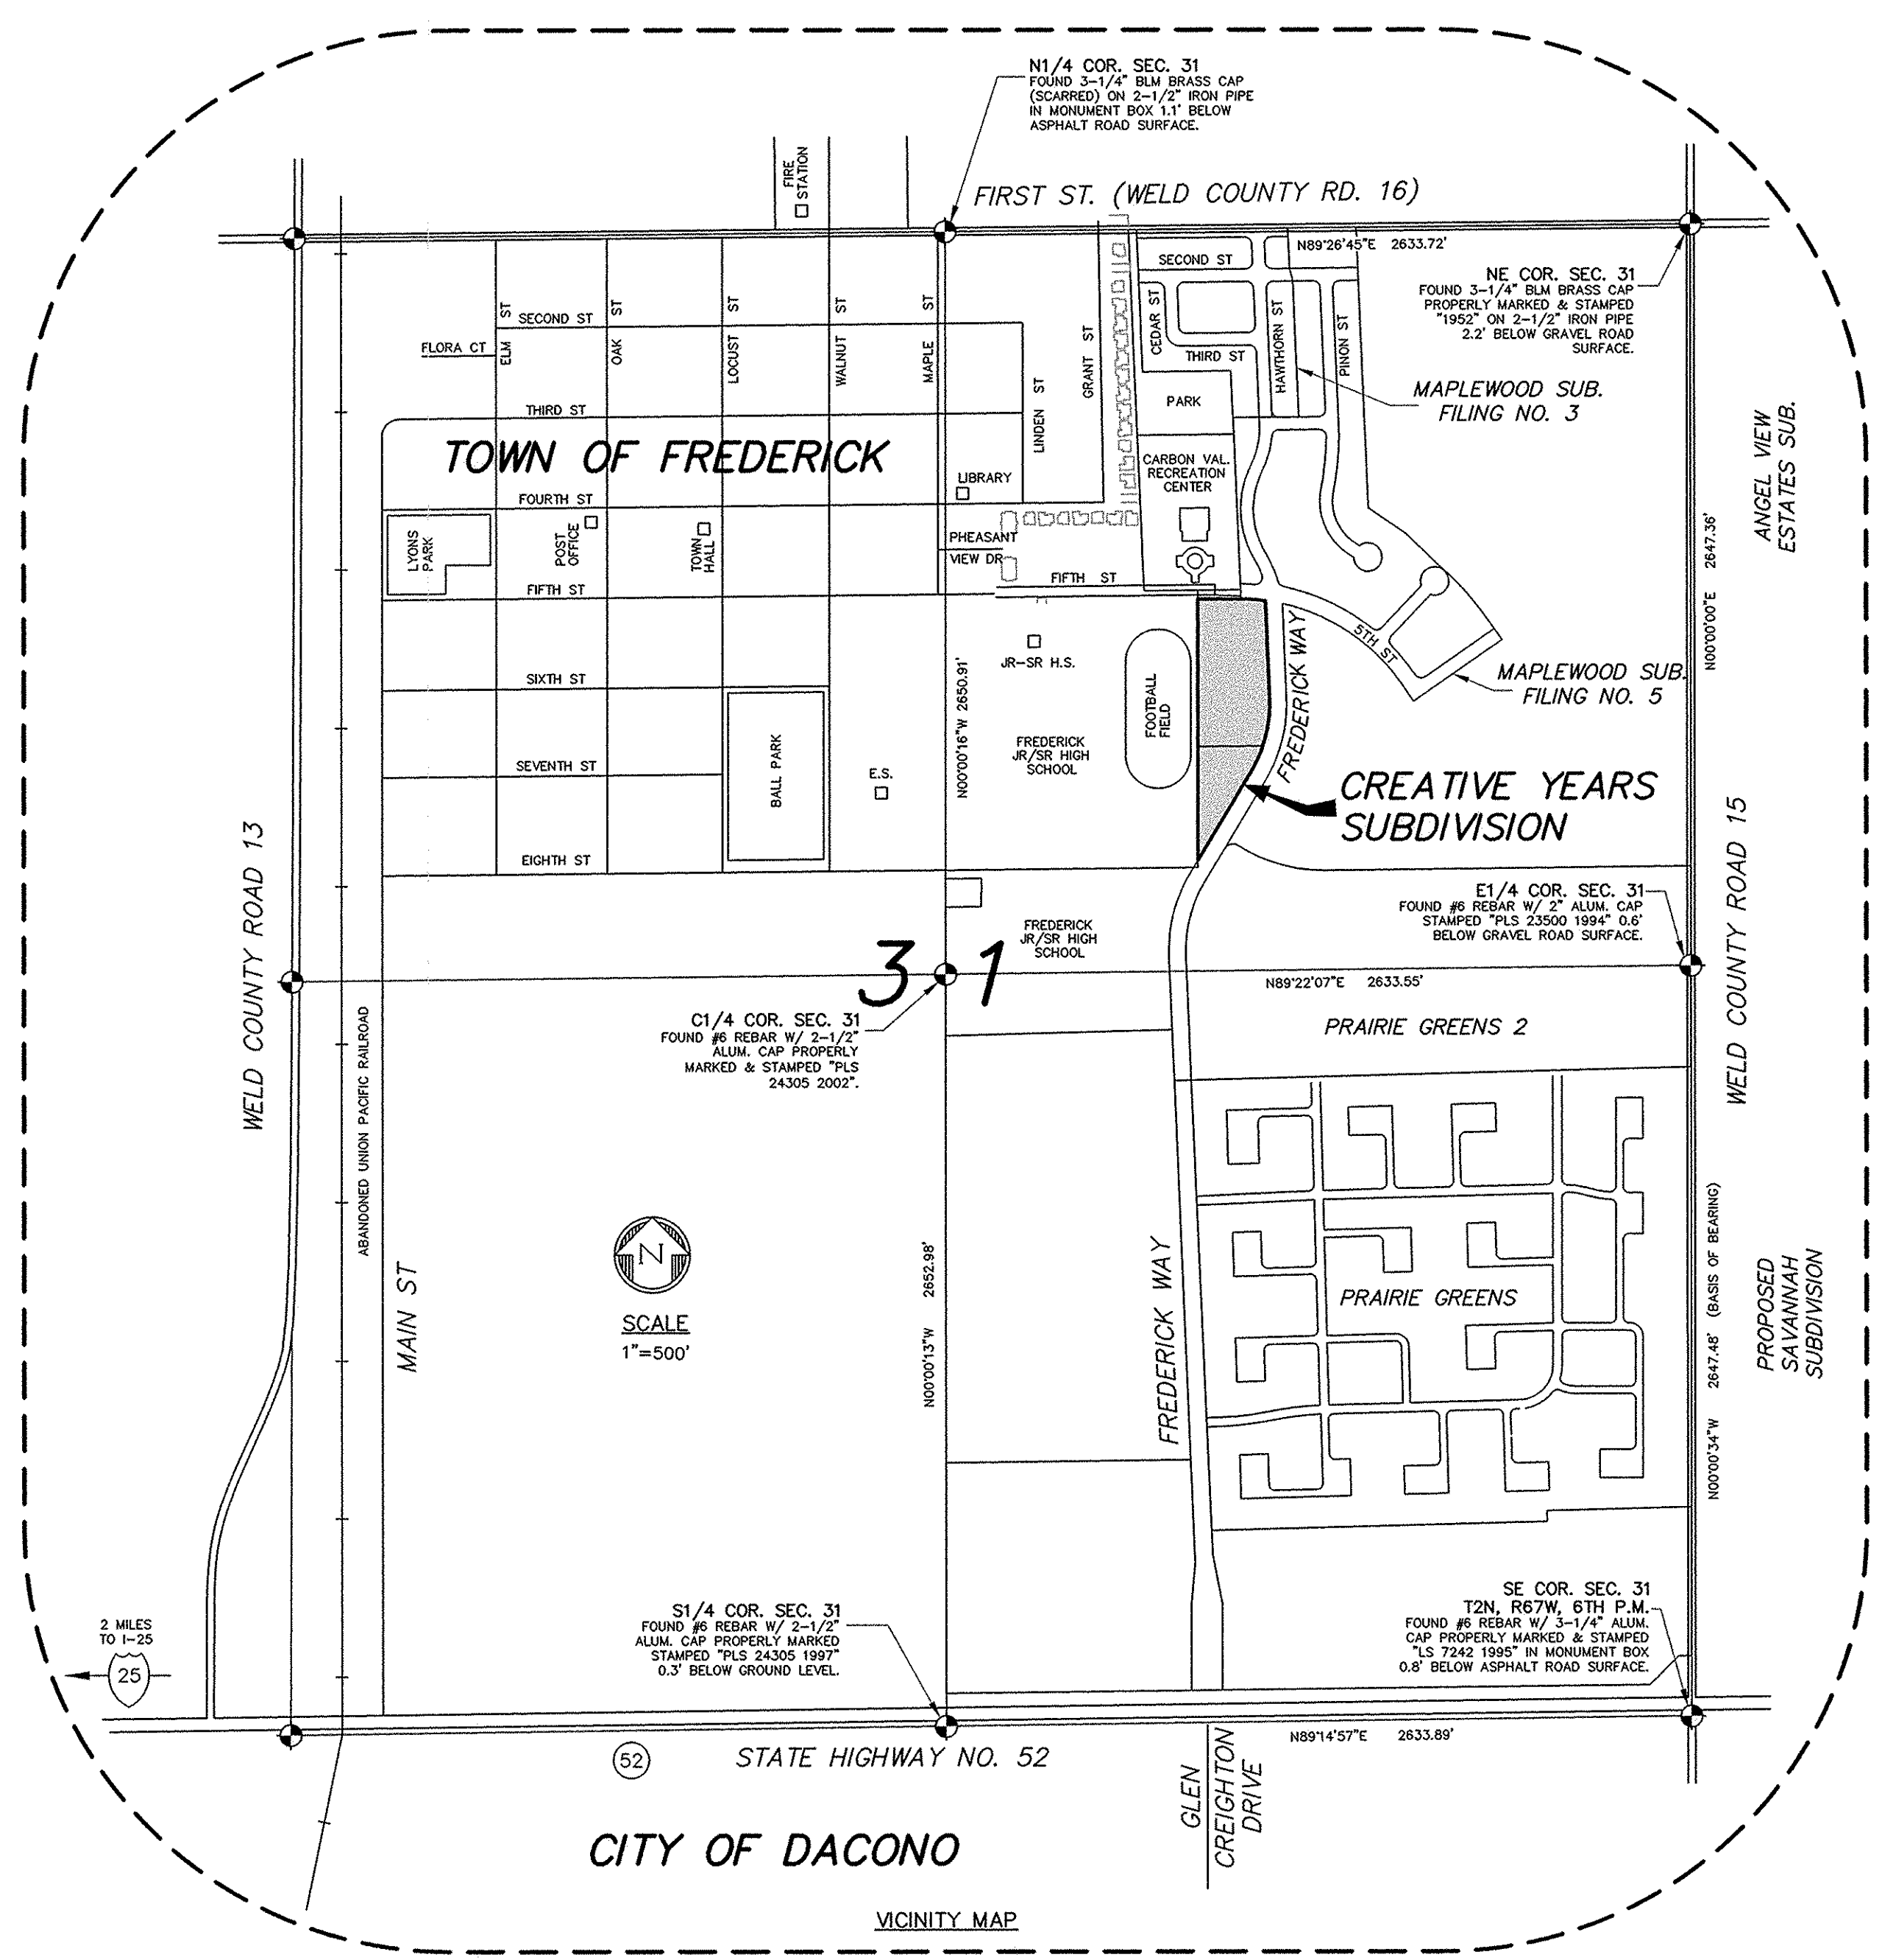 N1/4 COR. SEC. 31
FOUND 3-1/4" BLM BRASS CAP
(SCARRED) ON 2-1/2" IRON PIPE
IN MONUMENT BOX 1.1' BELOW
ASPHALT ROAD SURFACE.
FIRE
STATION
FIRST ST. (WELD COUNTY RD. 16)
N89°26'45"E 2633.72'
NE COR. SEC. 31
FOUND 3-1/4" BLM BRASS CAP
PROPERLY MARKED & STAMPED
"1952" ON 2-1/2" IRON PIPE
2.2' BELOW GRAVEL ROAD
SURFACE.
SECOND ST
ELM ST
OAK ST
LOCUST ST
WALNUT ST
MAPLE ST
SECOND ST
FLORA CT
LINDEN ST
GRANT ST
CEDAR ST
THIRD ST
HAWTHORN ST
PINON ST
MAPLEWOOD SUB.
FILING NO. 3
PARK
THIRD ST
TOWN OF FREDERICK
CARBON VAL.
RECREATION
CENTER
ANGEL VIEW
ESTATES SUB.
LIBRARY
FOURTH ST
LYONS
PARK
POST
OFFICE
TOWN
HALL
PHEASANT
VIEW DR
FIFTH ST
FIFTH ST
N00°00'00"E 2647.36'
5TH ST
JR-SR H.S.
FREDERICK WAY
MAPLEWOOD SUB.
FILING NO. 5
SIXTH ST
N00°00'16"W 2650.91'
FOOTBALL
FIELD
BALL PARK
FREDERICK
JR/SR HIGH
SCHOOL
SEVENTH ST
E.S.
CREATIVE YEARS
SUBDIVISION
EIGHTH ST
WELD COUNTY ROAD 13
WELD COUNTY ROAD 15
E1/4 COR. SEC. 31
FOUND #6 REBAR W/ 2" ALUM. CAP
STAMPED "PLS 23500 1994" 0.6'
BELOW GRAVEL ROAD SURFACE.
FREDERICK
JR/SR HIGH
SCHOOL
31
N89°22'07"E 2633.55'
C1/4 COR. SEC. 31
FOUND #6 REBAR W/ 2-1/2"
ALUM. CAP PROPERLY
MARKED & STAMPED "PLS
24305 2002".
PRAIRIE GREENS 2
ABANDONED UNION PACIFIC RAILROAD
MAIN ST
N
SCALE
1"=500'
N00°00'13"W 2652.98'
FREDERICK WAY
PRAIRIE GREENS
N00°00'34"W 2647.48' (BASIS OF BEARING)
PROPOSED
SAVANNAH
SUBDIVISION
S1/4 COR. SEC. 31
FOUND #6 REBAR W/ 2-1/2"
ALUM. CAP PROPERLY MARKED
STAMPED "PLS 24305 1997"
0.3' BELOW GROUND LEVEL.
SE COR. SEC. 31
T2N, R67W, 6TH P.M.
FOUND #6 REBAR W/ 3-1/4" ALUM.
CAP PROPERLY MARKED & STAMPED
"LS 7242 1995" IN MONUMENT BOX
0.8' BELOW ASPHALT ROAD SURFACE.
2 MILES
TO I-25
25
52
STATE HIGHWAY NO. 52
N89°14'57"E 2633.89'
GLEN
CREIGHTON
DRIVE
CITY OF DACONO
VICINITY MAP